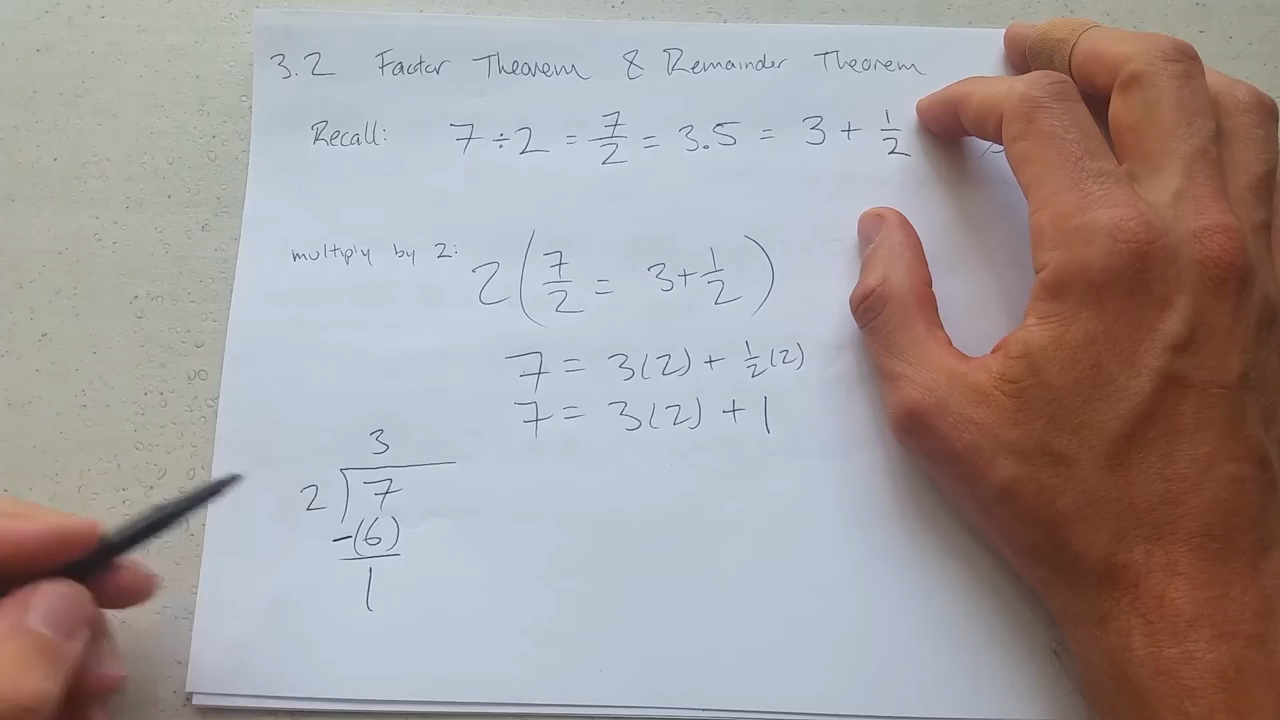 3.2 Factor Theorem & Remainder Theorem
Recall: 7 ÷ 2 = 7/2 = 3.5 = 3 + 1/2
multiply by 2: 2(7/2 = 3 + 1/2)
7 = 3(2) + 1/2(2)
7 = 3(2) + 1
3
2 7
-(6)
1